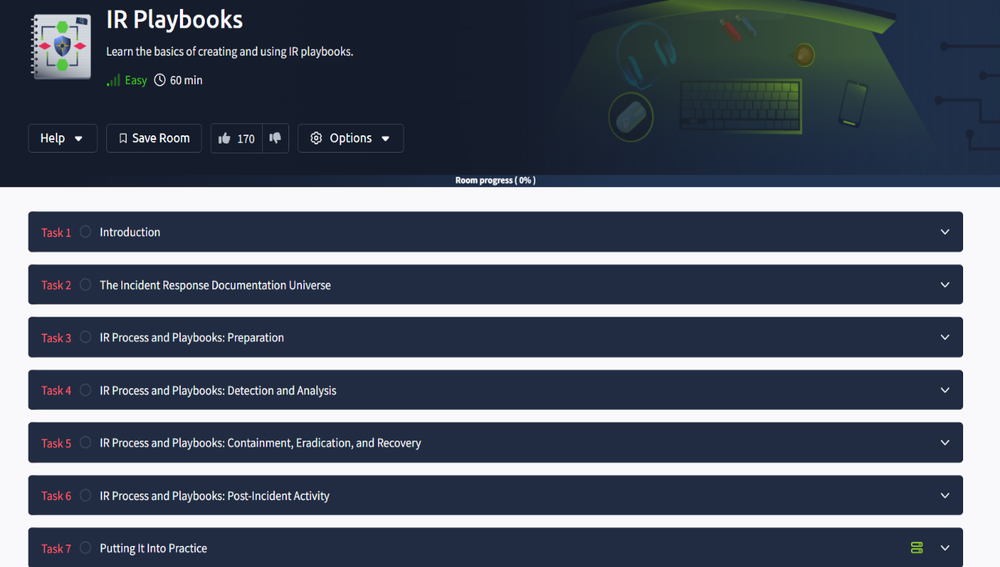 IR Playbooks
Learn the basics of creating and using IR playbooks.
Easy 60 min
Help Save Room 170 Options
Room progress ( 0% )
Task 1 Introduction
Task 2 The Incident Response Documentation Universe
Task 3 IR Process and Playbooks: Preparation
Task 4 IR Process and Playbooks: Detection and Analysis
Task 5 IR Process and Playbooks: Containment, Eradication, and Recovery
Task 6 IR Process and Playbooks: Post-Incident Activity
Task 7 Putting It Into Practice